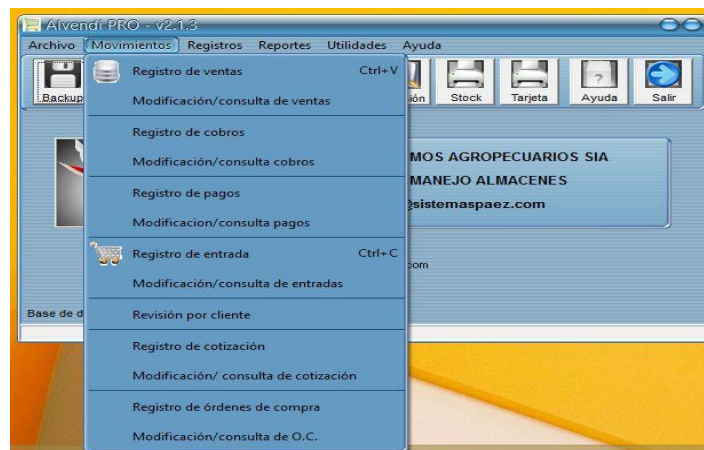 Alvendí PRO - v2.1.3
Archivo Movimientos Registros Reportes Utilidades Ayuda
Backup
ión
Stock
Tarjeta
Ayuda
Salir
Registro de ventas Ctrl+V
Modificación/consulta de ventas
Registro de cobros
Modificación/consulta cobros
Registro de pagos
Modificacion/consulta pagos
Registro de entrada Ctrl+C
Modificación/consulta de entradas
Revisión por cliente
Registro de cotización
Modificación/ consulta de cotización
Registro de órdenes de compra
Modificación/consulta de O.C.
MOS AGROPECUARIOS SIA
MANEJO ALMACENES
@sistemaspaez.com
com
Base de d